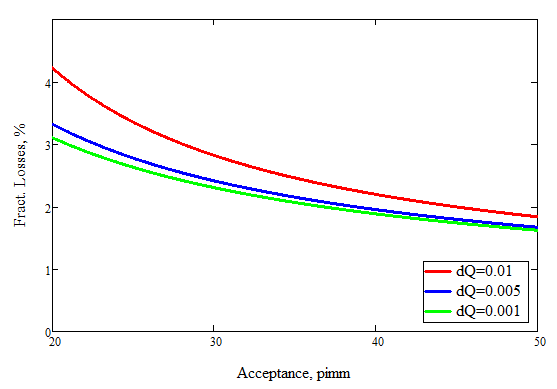 Fract. Losses, %
4
3
2
1
0
20
30
40
50
Acceptance, pimm
dQ=0.01
dQ=0.005
dQ=0.001